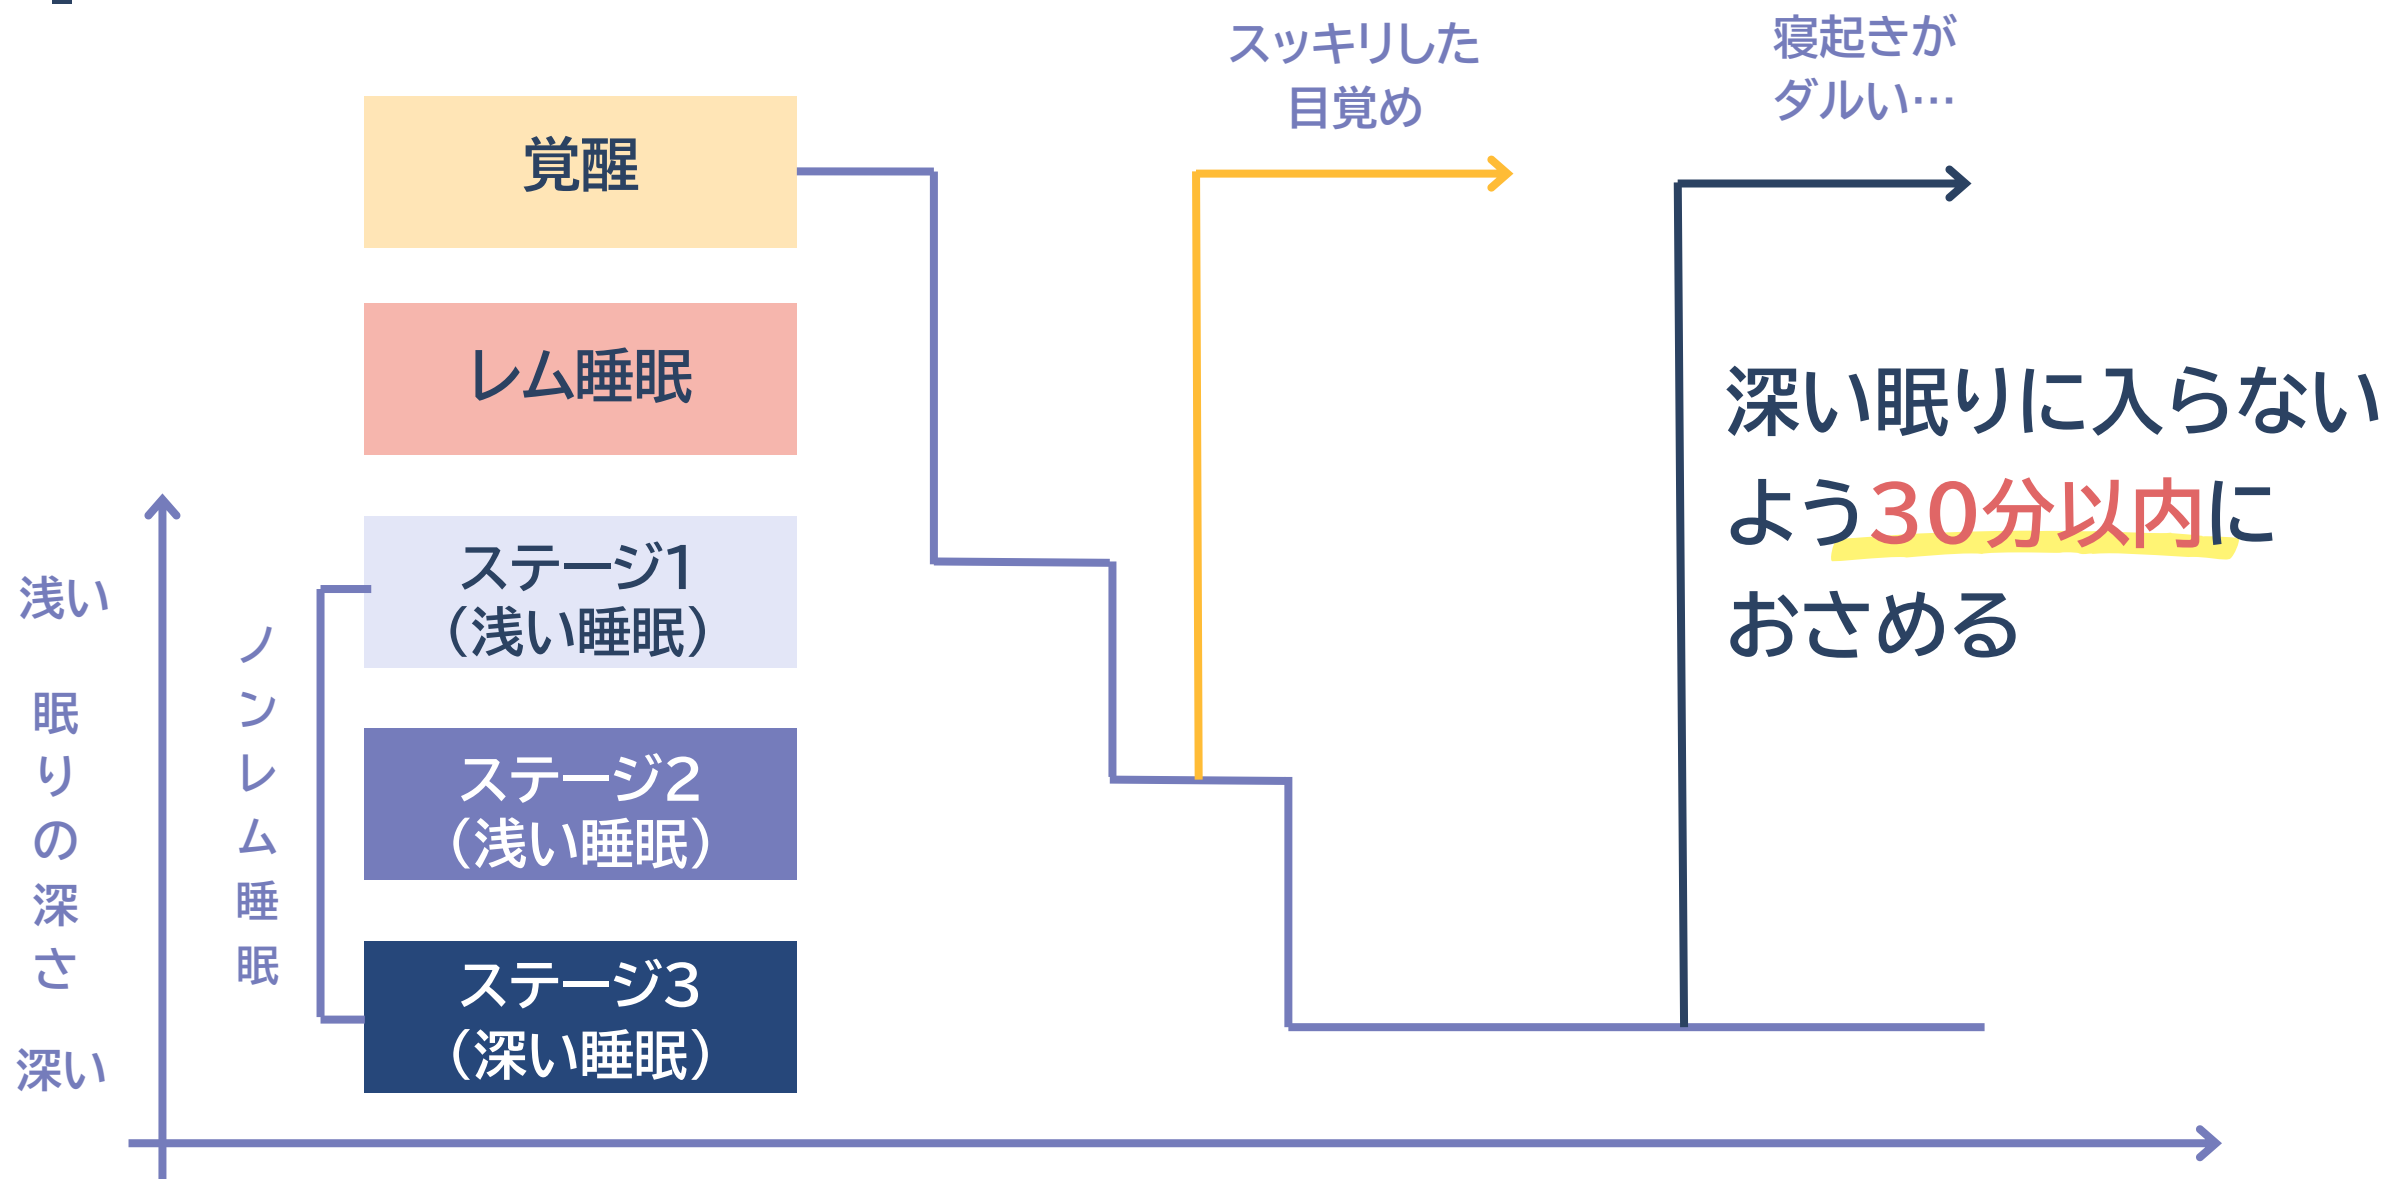 スッキリした
目覚め
寝起きが
ダルい…
覚醒
レム睡眠
ステージ1
（浅い睡眠）
ステージ2
（浅い睡眠）
ステージ3
（深い睡眠）
浅い
眠りの深さ
深い
ノンレム睡眠
深い眠りに入らない
よう30分以内に
おさめる